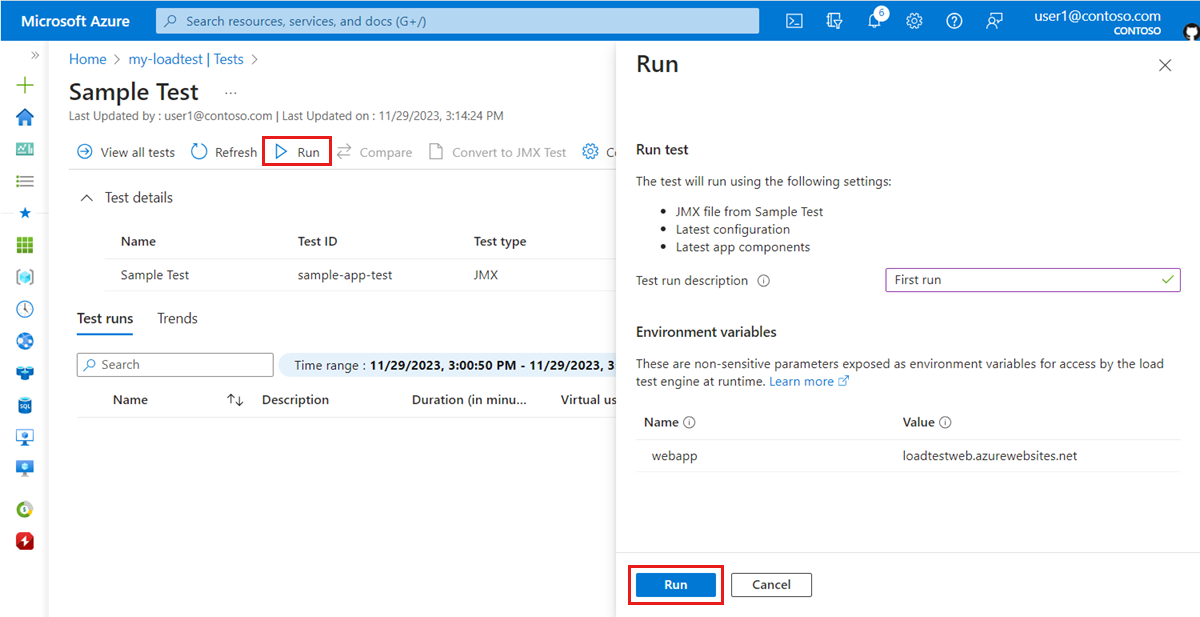 Microsoft Azure
Search resources, services, and docs (G+/)
6
user1@contoso.com
CONTOSO
Home > my-loadtest | Tests >
Sample Test ...
Last Updated by : user1@contoso.com | Last Updated on : 11/29/2023, 3:14:24 PM
View all tests Refresh Run Compare Convert to JMX Test
Test details
Name Test ID Test type
Sample Test sample-app-test JMX
Test runs Trends
Search
Time range : 11/29/2023, 3:00:50 PM - 11/29/2023, 3
Name Description Duration (in minu... Virtual us
Run
Run test
The test will run using the following settings:
• JMX file from Sample Test
• Latest configuration
• Latest app components
Test run description First run
Environment variables
These are non-sensitive parameters exposed as environment variables for access by the load
test engine at runtime. Learn more
Name Value
webapp loadtestweb.azurewebsites.net
Run Cancel
SQL